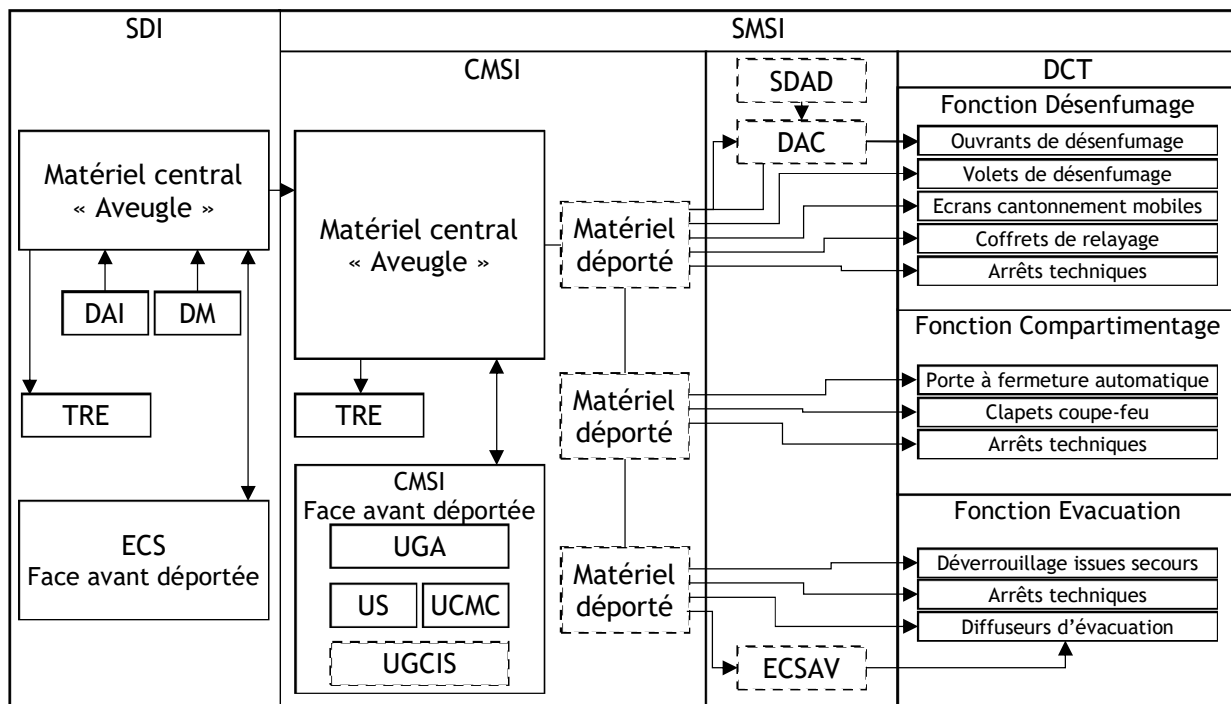 SDI
SMSI
CMSI
DCT
Matériel central
« Aveugle »
DAI
DM
TRE
ECS
Face avant déportée
Matériel central
« Aveugle »
TRE
CMSI
Face avant déportée
UGA
US
UCMC
UGCIS
Matériel
déporté
Matériel
déporté
Matériel
déporté
SDAD
DAC
ECSAV
Fonction Désenfumage
Ouvrants de désenfumage
Volets de désenfumage
Ecrans cantonnement mobiles
Coffrets de relayage
Arrêts techniques
Fonction Compartimentage
Porte à fermeture automatique
Clapets coupe-feu
Arrêts techniques
Fonction Evacuation
Déverrouillage issues secours
Arrêts techniques
Diffuseurs d’évacuation